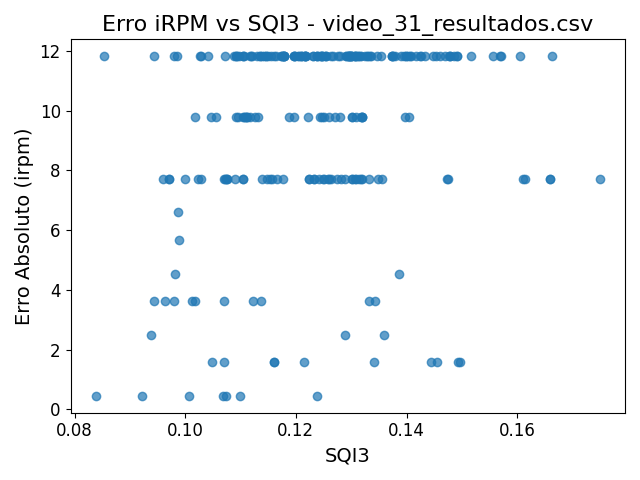 Erro iRPM vs SQI3 - video_31_resultados.csv
Erro Absoluto (irpm)
12
10
8
6
4
2
0
0.08 0.10 0.12 0.14 0.16
SQI3